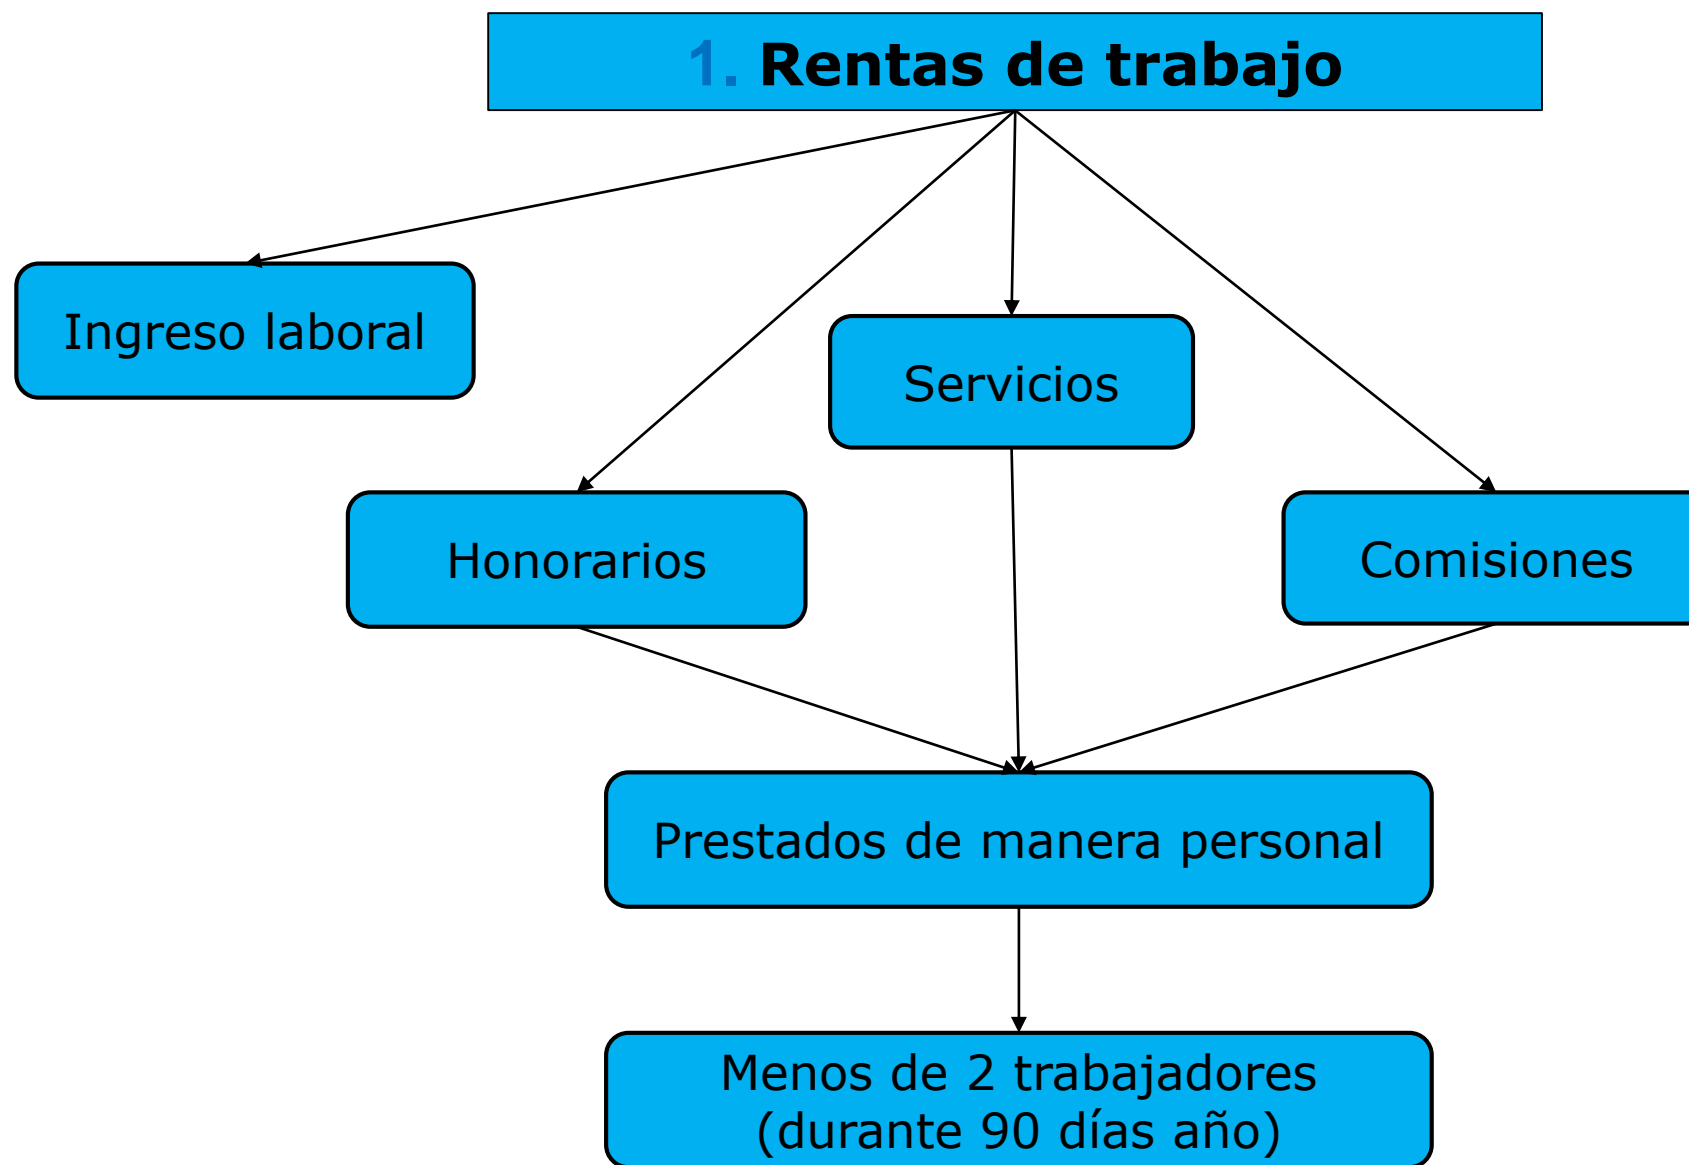 1. Rentas de trabajo
Ingreso laboral
Servicios
Honorarios
Comisiones
Prestados de manera personal
Menos de 2 trabajadores
(durante 90 días año)